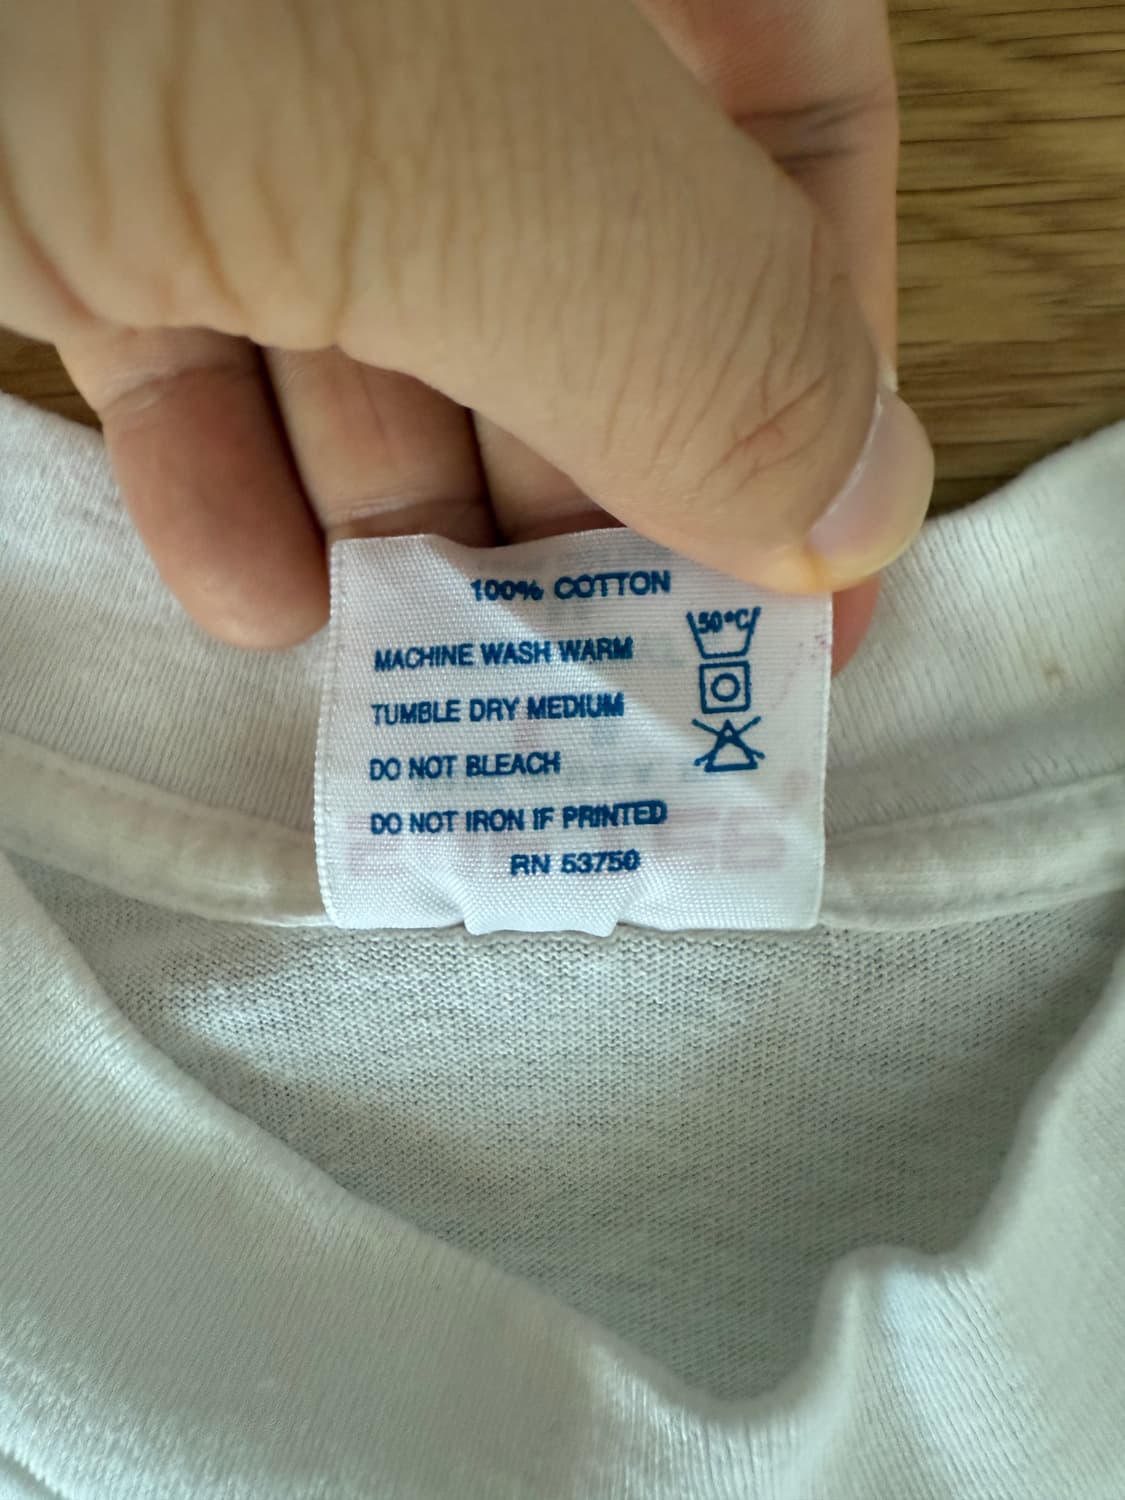 100% COTTON
MACHINE WASH WARM
TUMBLE DRY MEDIUM
DO NOT BLEACH
DO NOT IRON IF PRINTED
RN 53750
50°C